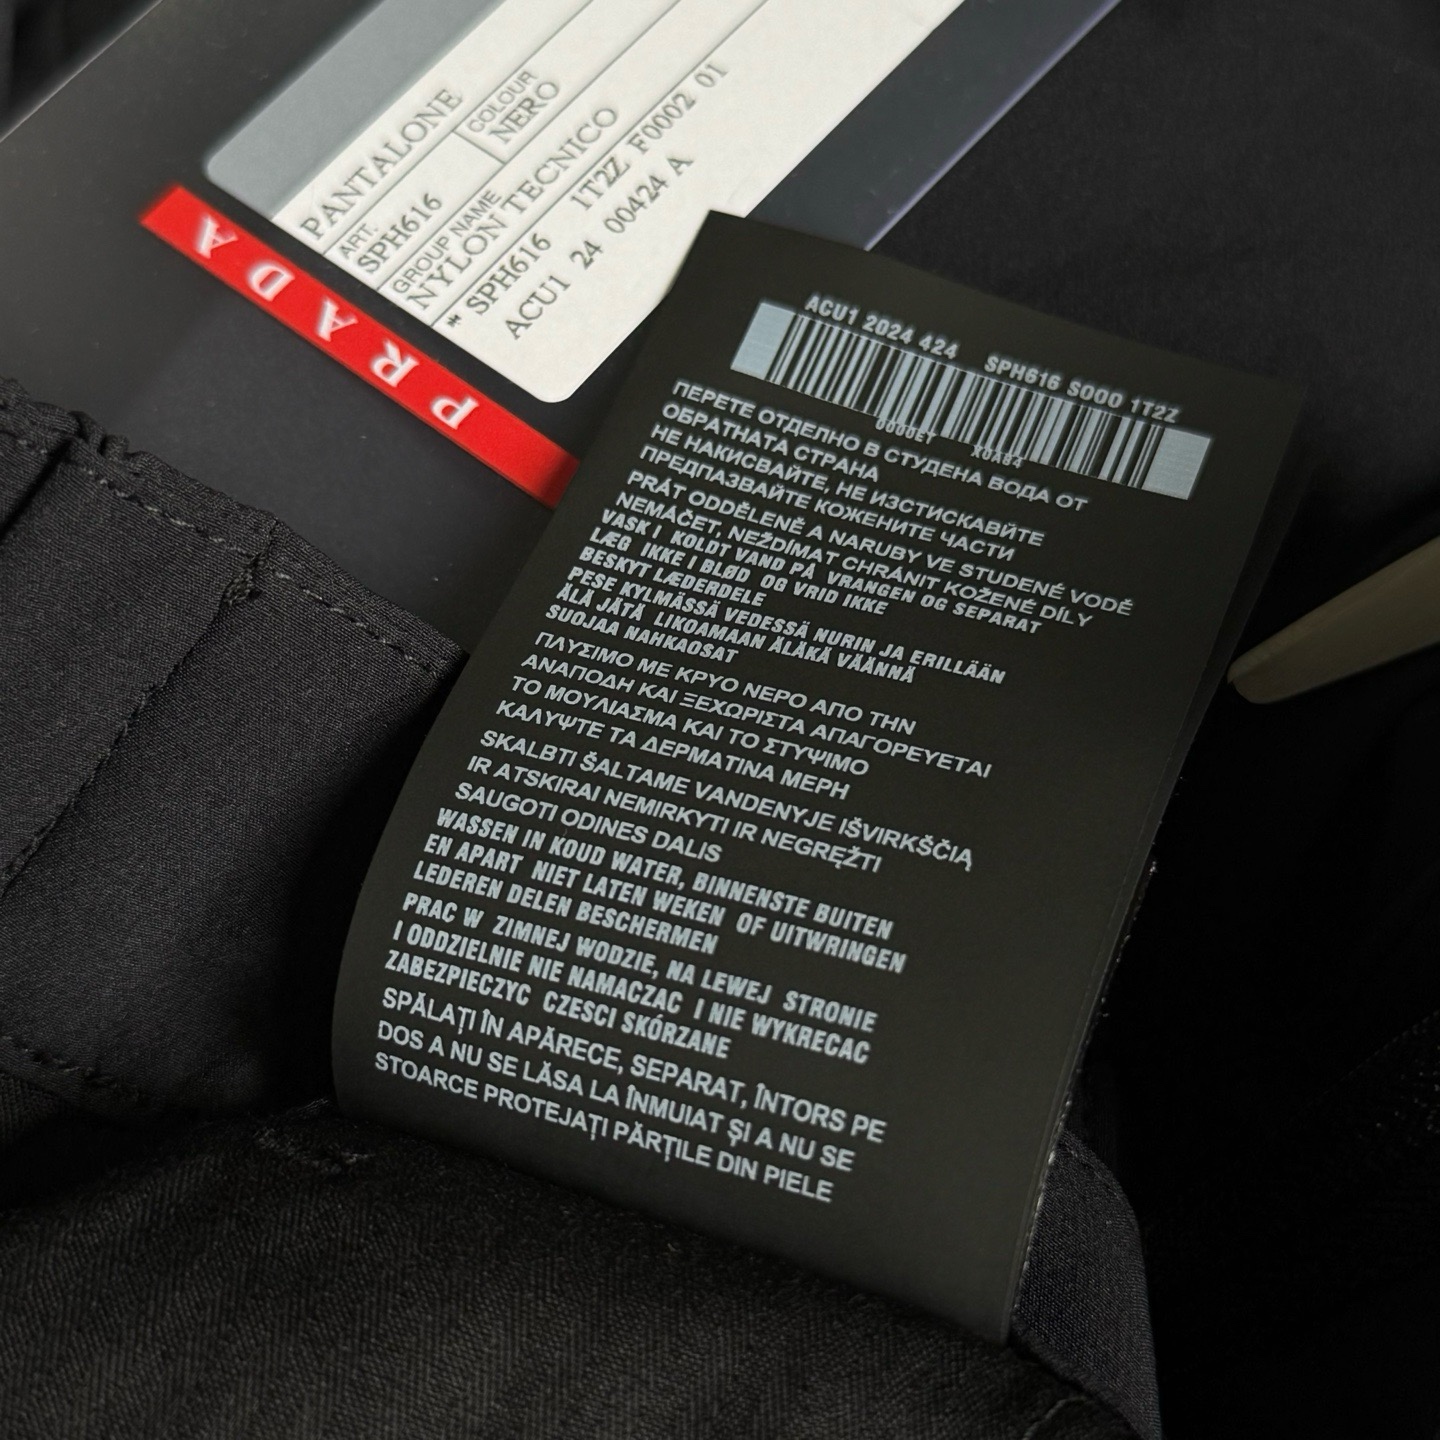 PRADA
PANTALONE
ART.
COLOUR
SPH616
NERO
GROUP NAME
NYLON TECNICO
* SPH616 1T2Z F0002 01
ACU1 24 00424 A
ACU1 2024 424 SPH616 S000 1T2Z
ПЕРЕТЕ ОТДЕЛНО В СТУДЕНА ВОДА ОТ
ОБРАТНАТА СТРАНА
НЕ НАКИСВАЙТЕ, НЕ ИЗСТИСКАВЙТЕ
ПРЕДПАЗВАЙТЕ КОЖЕНИТЕ ЧАСТИ
PRÁT ODDĚLENĚ A NARUBY VE STUDENÉ VODĚ
NEMÁČET, NEŽDÍMAT CHRÁNIT KOŽENÉ DÍLY
VASK I KOLDT VAND PÅ VRANGEN OG SEPARAT
LÆG IKKE I BLØD OG VRID IKKE
BESKYT LÆDERDELE
PESE KYLMÄSSÄ VEDESSÄ NURIN JA ERILLÄÄN
ÄLÄ JÄTÄ LIKOAMAAN ÄLÄKÄ VÄÄNNÄ
SUOJAA NAHKAOSAT
ΠΛΥΣΙΜΟ ΜΕ ΚΡΥΟ ΝΕΡΟ ΑΠΟ ΤΗΝ
ΑΝΑΠΟΔΗ ΚΑΙ ΞΕΧΩΡΙΣΤΑ ΑΠΑΓΟΡΕΥΕΤΑΙ
ΤΟ ΜΟΥΛΙΑΣΜΑ ΚΑΙ ΤΟ ΣΤΥΨΙΜΟ
ΚΑΛΥΨΤΕ ΤΑ ΔΕΡΜΑΤΙΝΑ ΜΕΡΗ
SKALBTI ŠALTAME VANDENYJE IŠVIRKŠČIĄ
IR ATSKIRAI NEMIRKYTI IR NEGRĘŽTI
SAUGOTI ODINES DALIS
WASSEN IN KOUD WATER, BINNENSTE BUITEN
EN APART NIET LATEN WEKEN OF UITWRINGEN
LEDEREN DELEN BESCHERMEN
PRAC W ZIMNEJ WODZIE, NA LEWEJ STRONIE
I ODDZIELNIE NIE NAMACZAC I NIE WYKRECAC
ZABEZPIECZYC CZESCI SKÓRZANE
SPĂLAȚI ÎN APĂRECE, SEPARAT, ÎNTORS PE
DOS A NU SE LĂSA LA ÎNMUIAT ȘI A NU SE
STOARCE PROTEJAȚI PĂRȚILE DIN PIELE